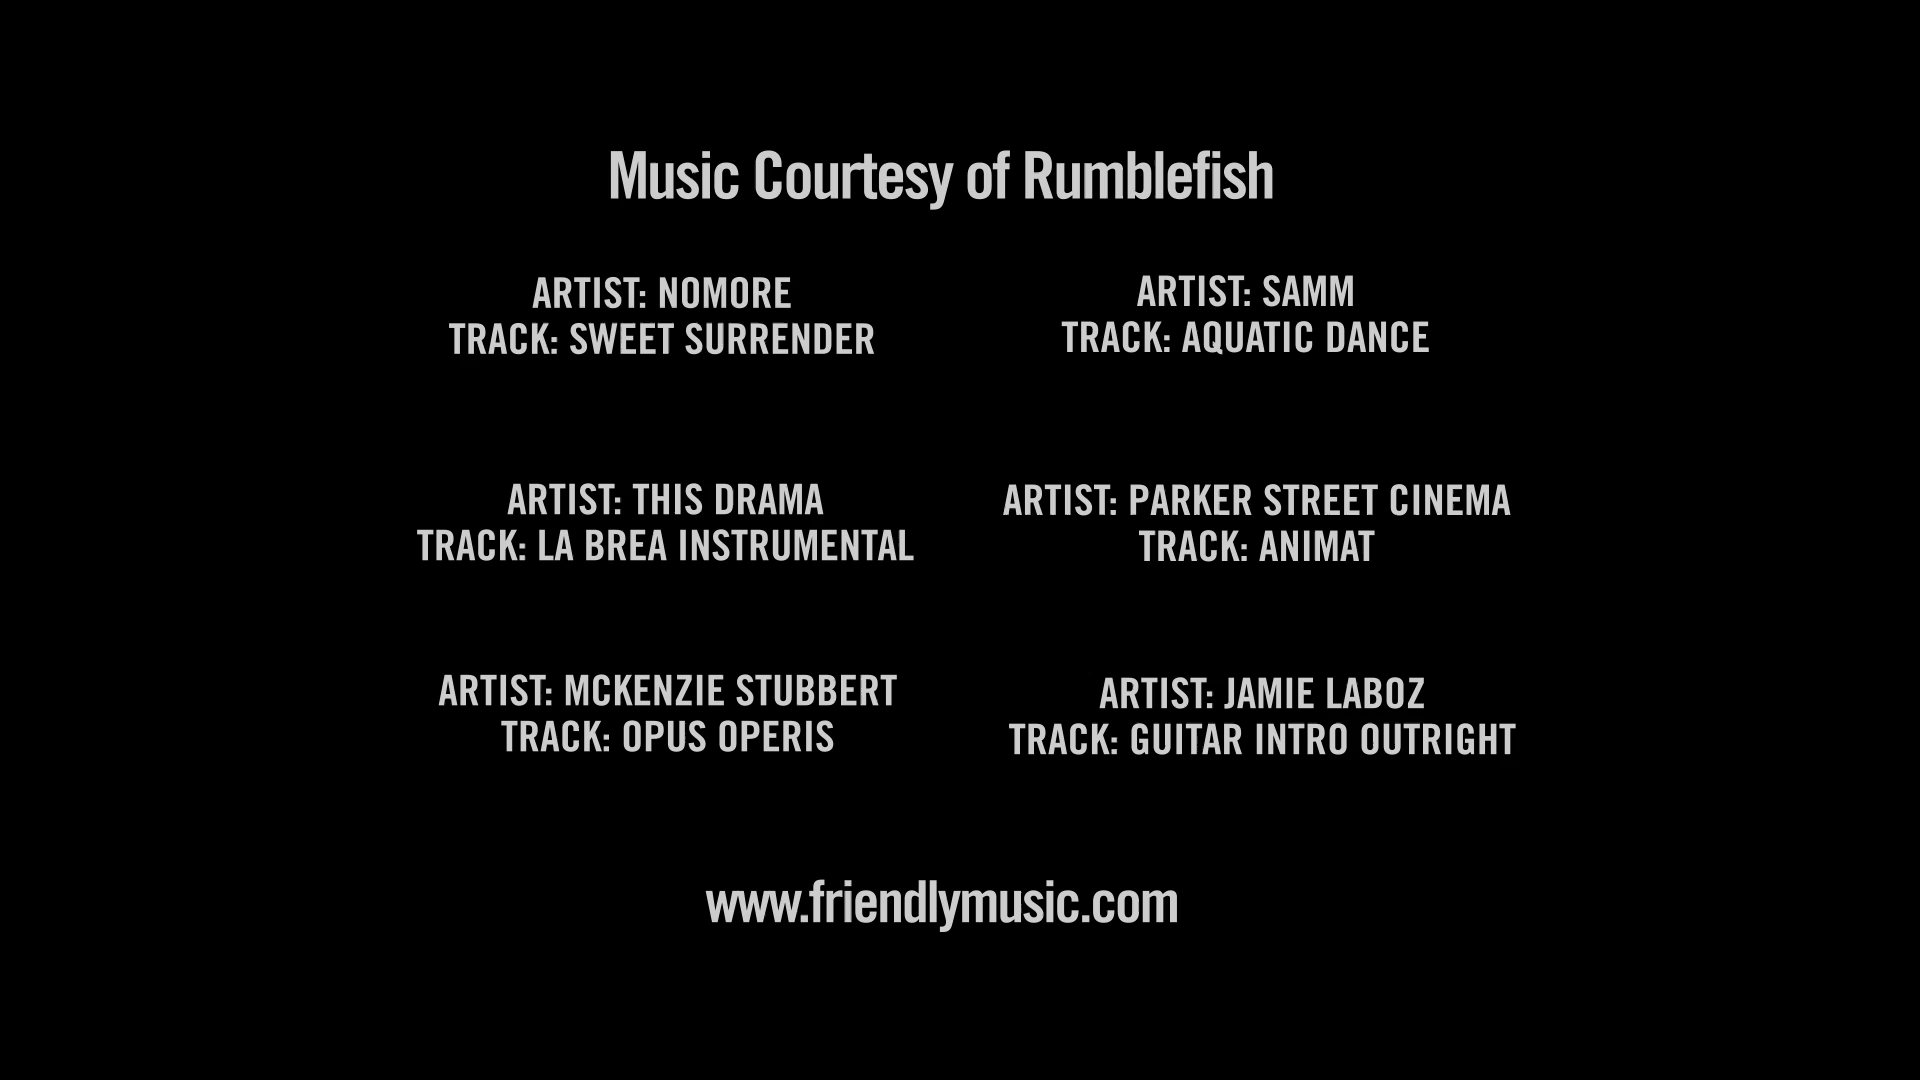 Music Courtesy of Rumblefish
ARTIST: NOMORE
TRACK: SWEET SURRENDER
ARTIST: SAMM
TRACK: AQUATIC DANCE
ARTIST: THIS DRAMA
TRACK: LA BREA INSTRUMENTAL
ARTIST: PARKER STREET CINEMA
TRACK: ANIMAT
ARTIST: MCKENZIE STUBBERT
TRACK: OPUS OPERIS
ARTIST: JAMIE LABOZ
TRACK: GUITAR INTRO OUTRIGHT
www.friendlymusic.com